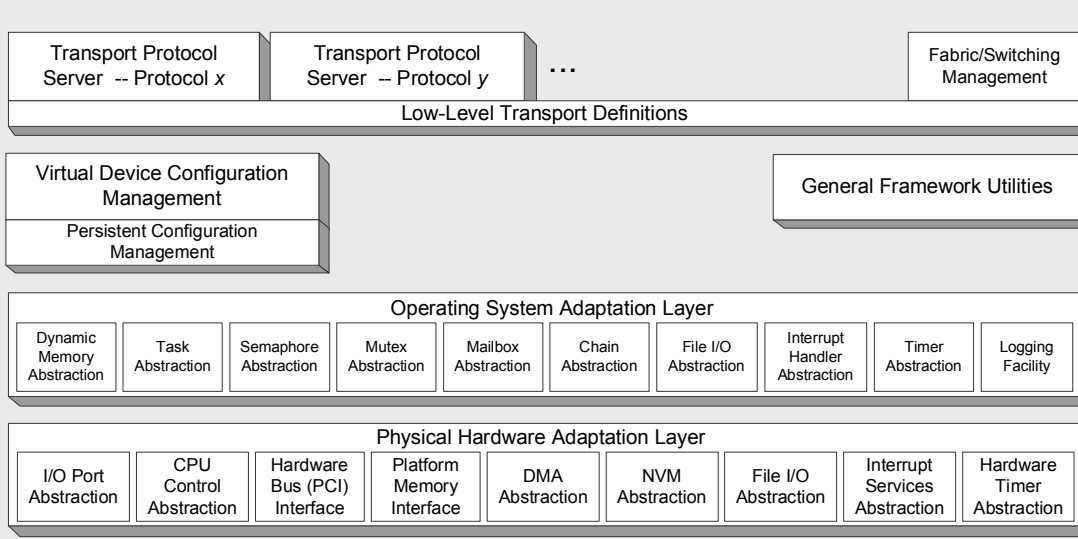 Transport Protocol
Server -- Protocol x
Transport Protocol
Server -- Protocol y
...
Fabric/Switching
Management
Low-Level Transport Definitions
Virtual Device Configuration
Management
Persistent Configuration
Management
General Framework Utilities
Operating System Adaptation Layer
Dynamic
Memory
Abstraction
Task
Abstraction
Semaphore
Abstraction
Mutex
Abstraction
Mailbox
Abstraction
Chain
Abstraction
File I/O
Abstraction
Interrupt
Handler
Abstraction
Timer
Abstraction
Logging
Facility
Physical Hardware Adaptation Layer
I/O Port
Abstraction
CPU
Control
Abstraction
Hardware
Bus (PCI)
Interface
Platform
Memory
Interface
DMA
Abstraction
NVM
Abstraction
File I/O
Abstraction
Interrupt
Services
Abstraction
Hardware
Timer
Abstraction